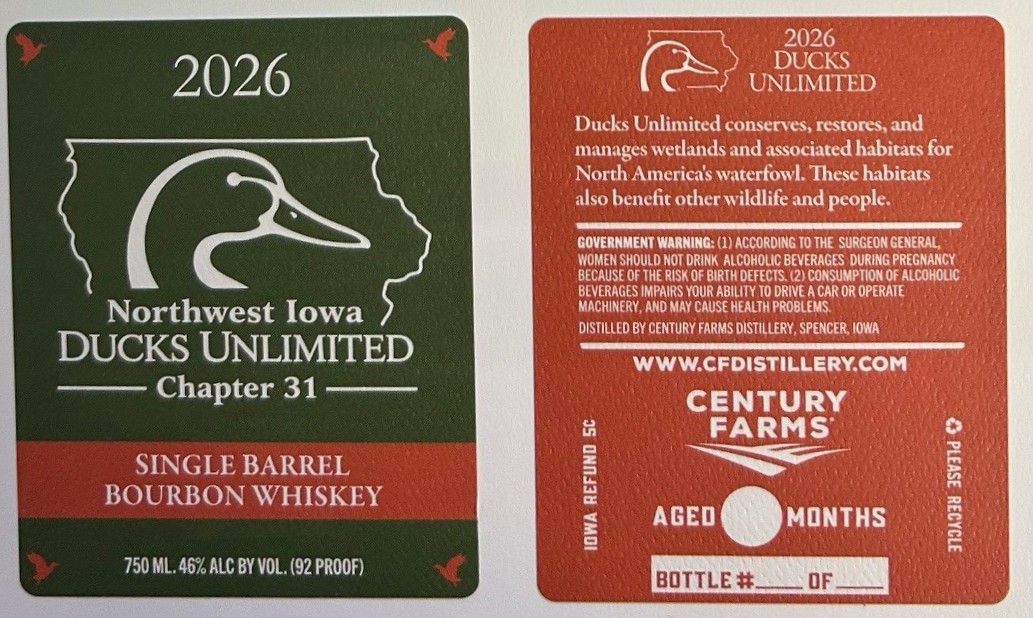 2026
Northwest Iowa
DUCKS UNLIMITED
Chapter 31
SINGLE BARREL
BOURBON WHISKEY
750 ML. 46% ALC BY VOL. (92 PROOF)
2026
DUCKS
UNLIMITED
Ducks Unlimited conserves, restores, and
manages wetlands and associated habitats for
North America's waterfowl. These habitats
also benefit other wildlife and people.
GOVERNMENT WARNING: (1) ACCORDING TO THE SURGEON GENERAL,
WOMEN SHOULD NOT DRINK ALCOHOLIC BEVERAGES DURING PREGNANCY
BECAUSE OF THE RISK OF BIRTH DEFECTS. (2) CONSUMPTION OF ALCOHOLIC
BEVERAGES IMPAIRS YOUR ABILITY TO DRIVE A CAR OR OPERATE
MACHINERY, AND MAY CAUSE HEALTH PROBLEMS.
DISTILLED BY CENTURY FARMS DISTILLERY, SPENCER, IOWA
WWW.CFDISTILLERY.COM
CENTURY
FARMS
IOWA REFUND 5C
PLEASE RECYCLE
AGED MONTHS
BOTTLE #____ OF____